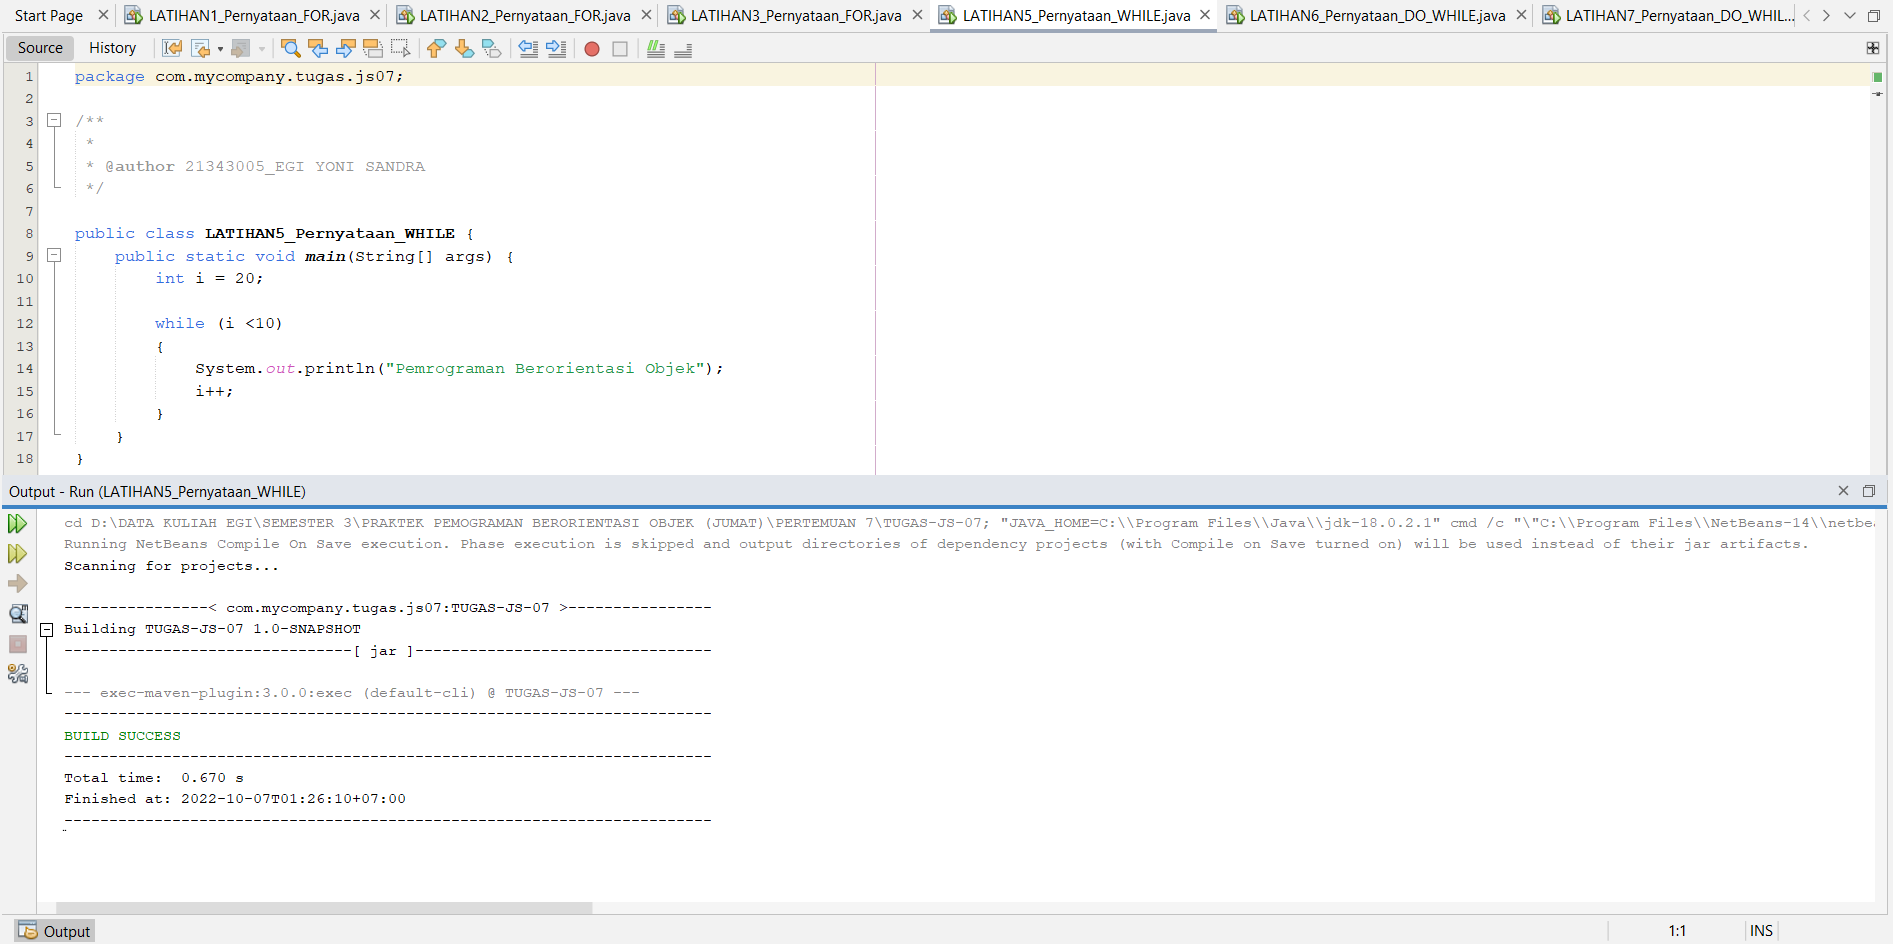 Start Page LATIHAN1_Pernyataan_FOR.java LATIHAN2_Pernyataan_FOR.java LATIHAN3_Pernyataan_FOR.java LATIHAN5_Pernyataan_WHILE.java LATIHAN6_Pernyataan_DO_WHILE.java LATIHAN7_Pernyataan_DO_WHIL...
Source History
1 package com.mycompany.tugas.js07;
2
3 /**
4 *
5 * @author 21343005_EGI YONI SANDRA
6 */
7
8 public class LATIHAN5_Pernyataan_WHILE {
9 public static void main(String[] args) {
10 int i = 20;
11
12 while (i <10)
13 {
14 System.out.println("Pemrograman Berorientasi Objek");
15 i++;
16 }
17 }
18 }
Output - Run (LATIHAN5_Pernyataan_WHILE)
cd D:\DATA KULIAH EGI\SEMESTER 3\PRAKTEK PEMOGRAMAN BERORIENTASI OBJEK (JUMAT)\PERTEMUAN 7\TUGAS-JS-07; "JAVA_HOME=C:\\Program Files\\Java\\jdk-18.0.2.1" cmd /c "\"C:\\Program Files\\NetBeans-14\\netbea
Running NetBeans Compile On Save execution. Phase execution is skipped and output directories of dependency projects (with Compile on Save turned on) will be used instead of their jar artifacts.
Scanning for projects...
----------------< com.mycompany.tugas.js07:TUGAS-JS-07 >----------------
Building TUGAS-JS-07 1.0-SNAPSHOT
--------------------------------[ jar ]---------------------------------
--- exec-maven-plugin:3.0.0:exec (default-cli) @ TUGAS-JS-07 ---
------------------------------------------------------------------------
BUILD SUCCESS
------------------------------------------------------------------------
Total time:  0.670 s
Finished at: 2022-10-07T01:26:10+07:00
------------------------------------------------------------------------
Output 1:1 INS